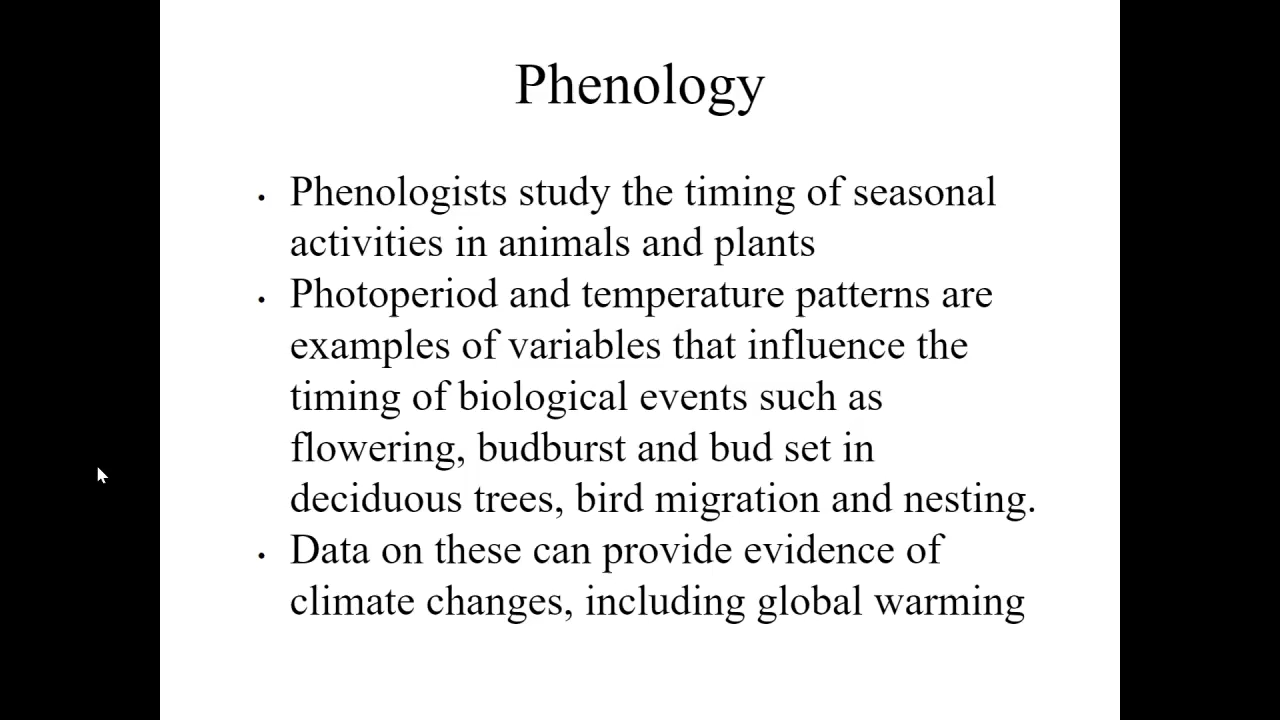 Phenology
• Phenologists study the timing of seasonal
activities in animals and plants
• Photoperiod and temperature patterns are
examples of variables that influence the
timing of biological events such as
flowering, budburst and bud set in
deciduous trees, bird migration and nesting.
• Data on these can provide evidence of
climate changes, including global warming